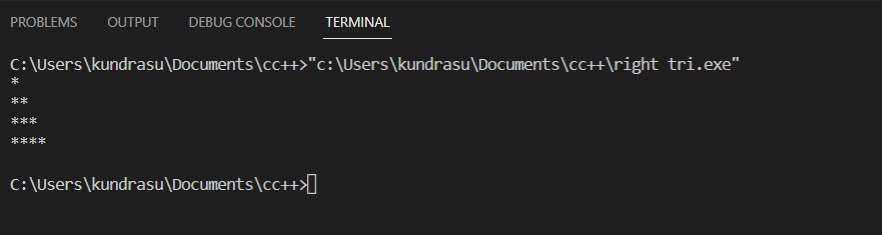 PROBLEMS OUTPUT DEBUG CONSOLE TERMINAL
C:\Users\kundrasu\Documents\cc++>"c:\Users\kundrasu\Documents\cc++\right tri.exe"
*
**
***
****
C:\Users\kundrasu\Documents\cc++>